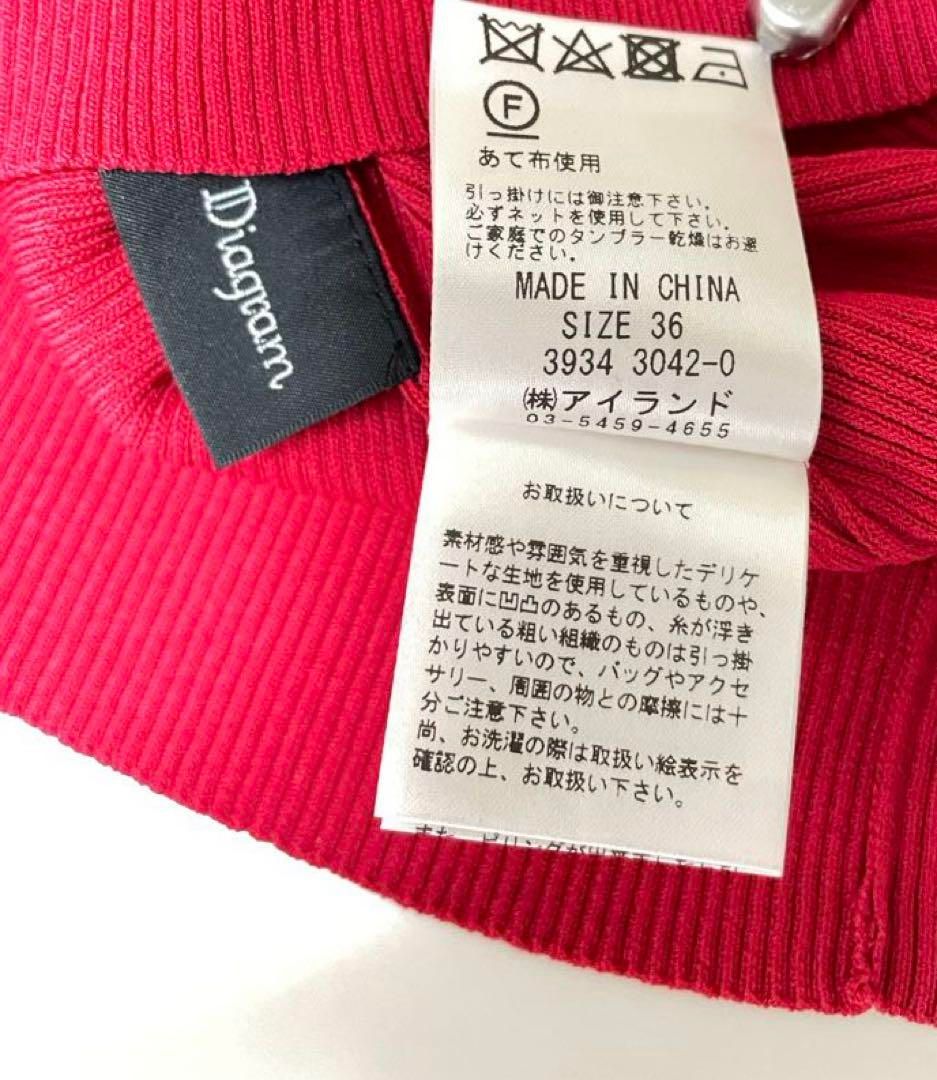 Diagram
F
あて布使用
引っ掛けには御注意下さい。
必ずネットを使用して下さい。
ご家庭でのタンブラー乾燥はお避
けください。
MADE IN CHINA
SIZE 36
3934 3042-0
㈱アイランド
03-5459-4655
お取扱いについて
素材感や雰囲気を重視したデリケ
ートな生地を使用しているものや、
表面に凹凸のあるもの、糸が浮き
出ている粗い組織のものは引っ掛
かりやすいので、バッグやアクセ
サリー、周囲の物との摩擦には十
分ご注意下さい。
尚、お洗濯の際は取扱い絵表示を
確認の上、お取扱い下さい。